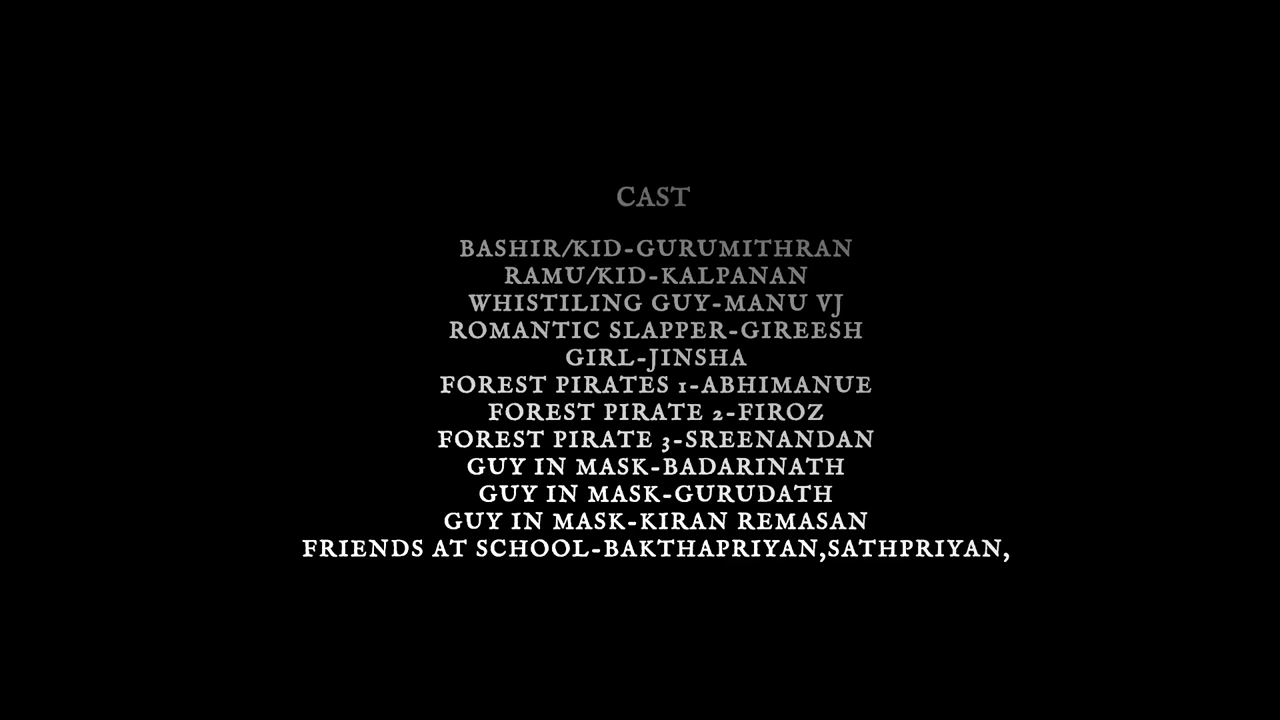 CAST
BASHIR/KID-GURUMITHRAN
RAMU/KID-KALPANAN
WHISTILING GUY-MANU VJ
ROMANTIC SLAPPER-GIREESH
GIRL-JINSHA
FOREST PIRATES 1-ABHIMANUE
FOREST PIRATE 2-FIROZ
FOREST PIRATE 3-SREENANDAN
GUY IN MASK-BADARINATH
GUY IN MASK-GURUDATH
GUY IN MASK-KIRAN REMASAN
FRIENDS AT SCHOOL-BAKTHAPRIYAN,SATHPRIYAN,